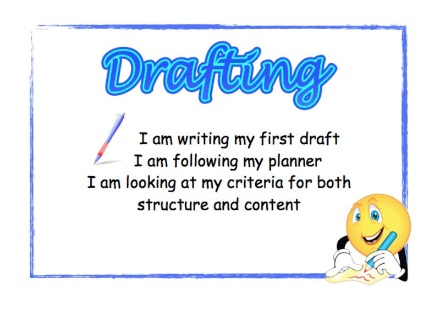 Drafting
I am writing my first draft
I am following my planner
I am looking at my criteria for both
structure and content